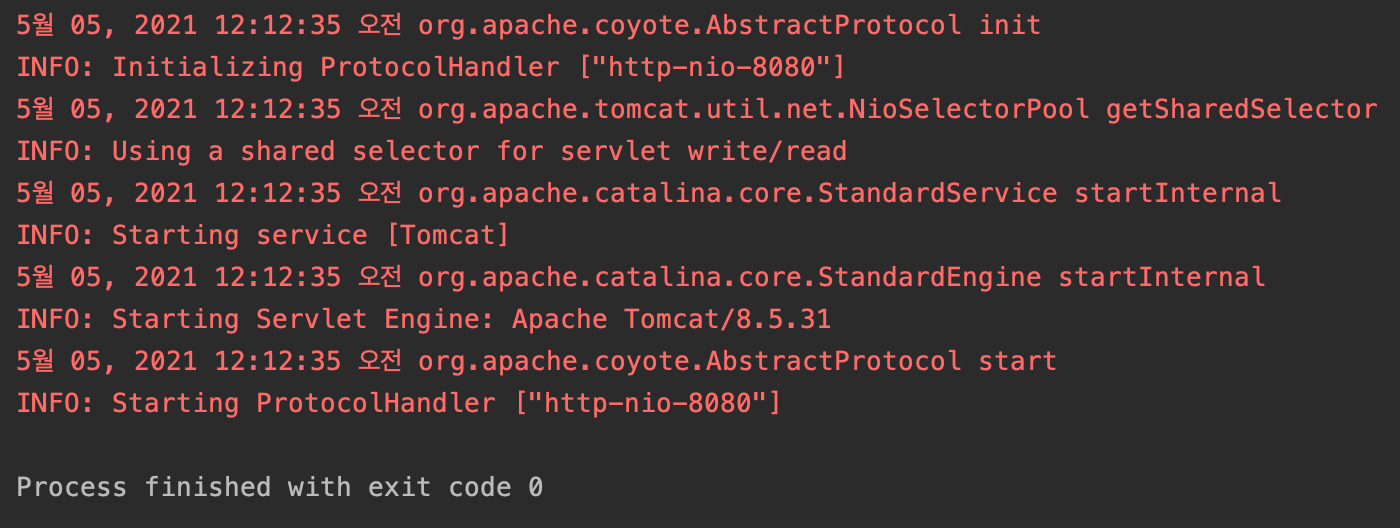 5월 05, 2021 12:12:35 오전 org.apache.coyote.AbstractProtocol init
INFO: Initializing ProtocolHandler ["http-nio-8080"]
5월 05, 2021 12:12:35 오전 org.apache.tomcat.util.net.NioSelectorPool getSharedSelector
INFO: Using a shared selector for servlet write/read
5월 05, 2021 12:12:35 오전 org.apache.catalina.core.StandardService startInternal
INFO: Starting service [Tomcat]
5월 05, 2021 12:12:35 오전 org.apache.catalina.core.StandardEngine startInternal
INFO: Starting Servlet Engine: Apache Tomcat/8.5.31
5월 05, 2021 12:12:35 오전 org.apache.coyote.AbstractProtocol start
INFO: Starting ProtocolHandler ["http-nio-8080"]
Process finished with exit code 0